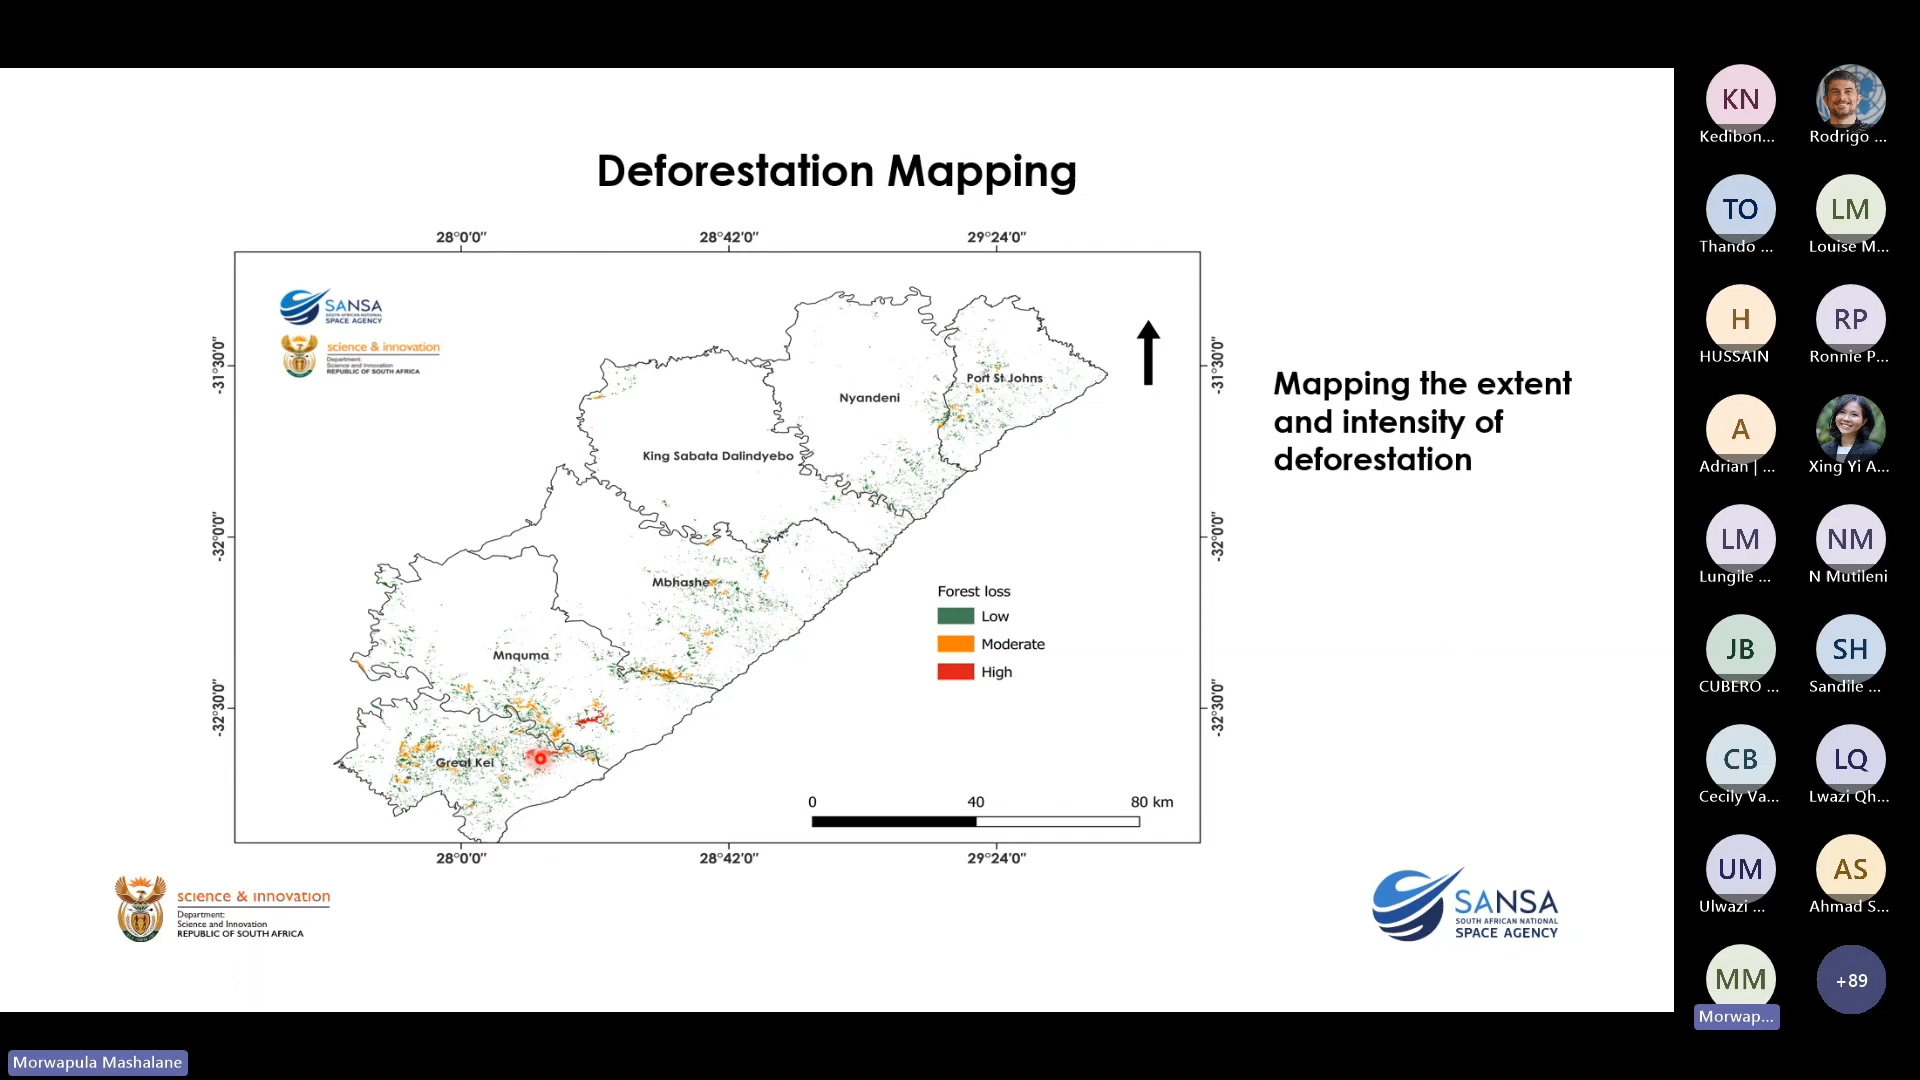 Deforestation Mapping
28°0'0" 28°42'0" 29°24'0"
SANSA
SOUTH AFRICAN NATIONAL
SPACE AGENCY
science & innovation
Department:
Science and Innovation
REPUBLIC OF SOUTH AFRICA
-31°30'0"
-32°0'0"
-32°30'0"
Port St Johns
Nyandeni
King Sabata Dalindyebo
Mbhashe
Mnquma
Great Kei
Forest loss
Low
Moderate
High
0 40 80 km
-31°30'0"
-32°0'0"
-32°30'0"
28°0'0" 28°42'0" 29°24'0"
Mapping the extent
and intensity of
deforestation
science & innovation
Department:
Science and Innovation
REPUBLIC OF SOUTH AFRICA
SANSA
SOUTH AFRICAN NATIONAL
SPACE AGENCY
KN
Kedibon... Rodrigo ...
TO LM
Thando ... Louise M...
H RP
HUSSAIN Ronnie P...
A
Adrian | ... Xing Yi A...
LM NM
Lungile ... N Mutileni
JB SH
CUBERO ... Sandile ...
CB LQ
Cecily Va... Lwazi Qh...
UM AS
Ulwazi ... Ahmad S...
MM +89
Morwap...
Morwapula Mashalane